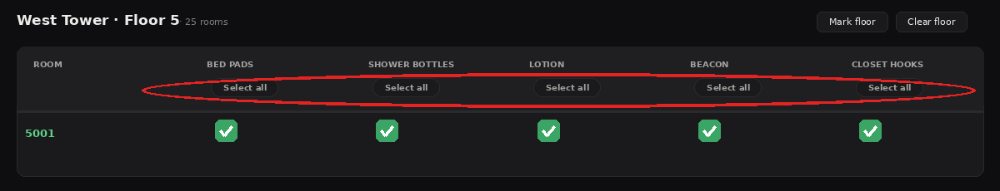 West Tower · Floor 5 · 25 rooms
Mark floor Clear floor
ROOM BED PADS SHOWER BOTTLES LOTION BEACON CLOSET HOOKS
Select all Select all Select all Select all Select all
5001